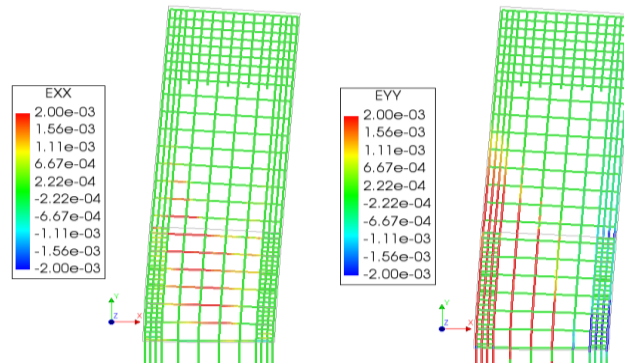 EXX
2.00e-03
1.56e-03
1.11e-03
6.67e-04
2.22e-04
-2.22e-04
-6.67e-04
-1.11e-03
-1.56e-03
-2.00e-03
Y
Z
X
EYY
2.00e-03
1.56e-03
1.11e-03
6.67e-04
2.22e-04
-2.22e-04
-6.67e-04
-1.11e-03
-1.56e-03
-2.00e-03
Y
Z
X